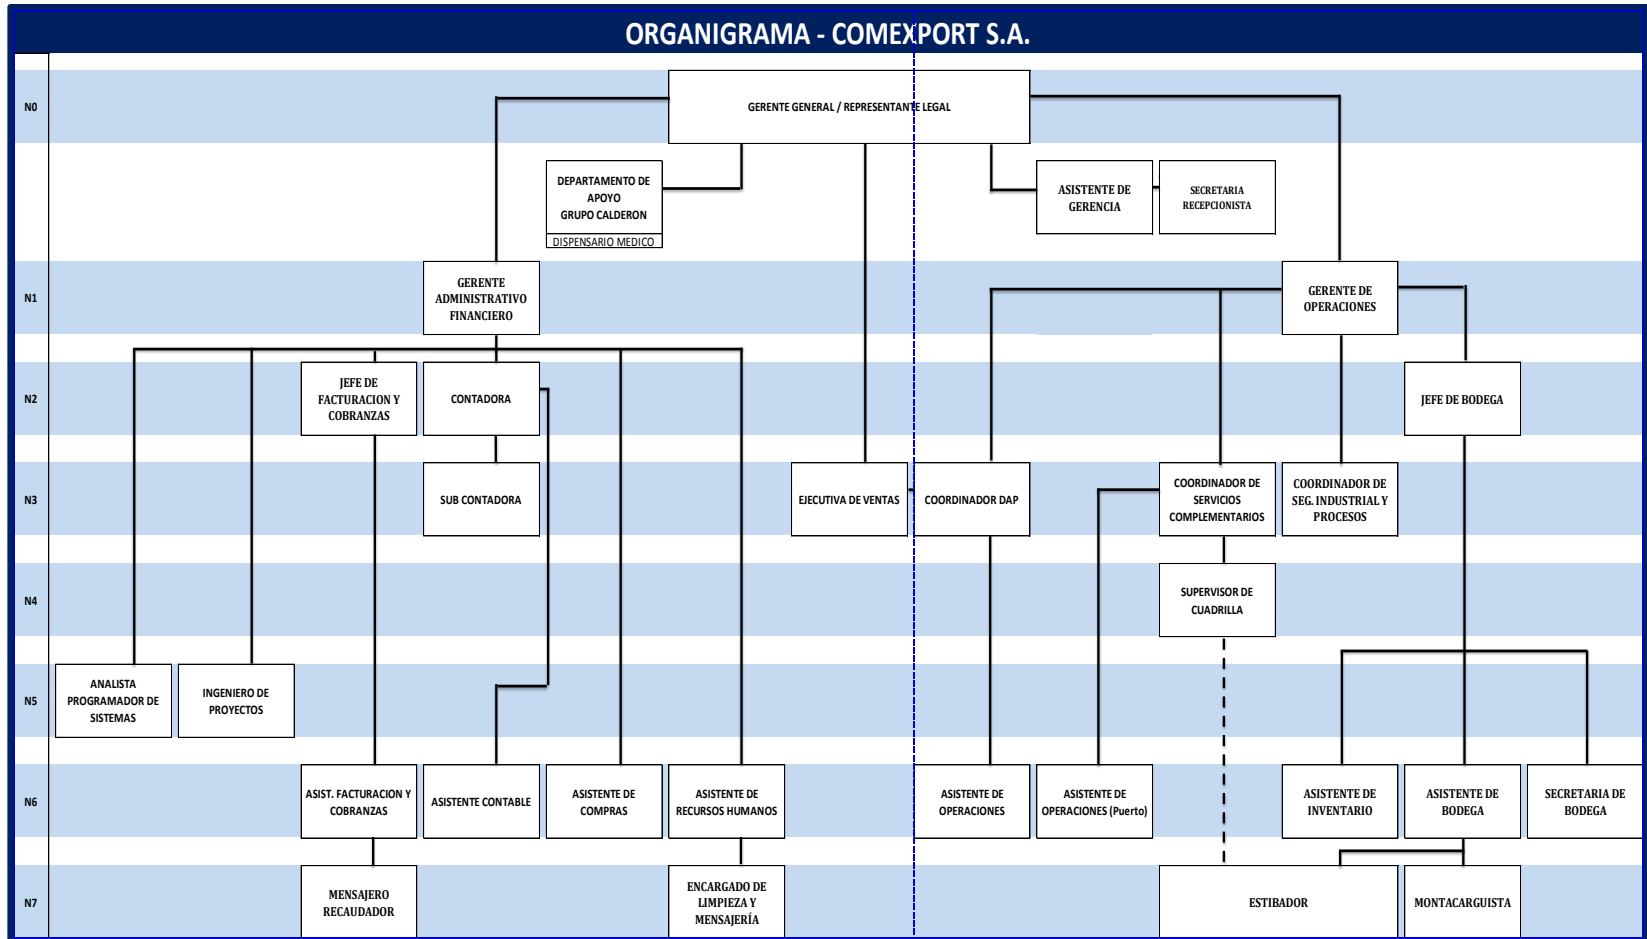 ORGANIGRAMA - COMEXPORT S.A.
N0
GERENTE GENERAL / REPRESENTANTE LEGAL
DEPARTAMENTO DE
APOYO
GRUPO CALDERON
DISPENSARIO MEDICO
ASISTENTE DE
GERENCIA
SECRETARIA
RECEPCIONISTA
N1
GERENTE
ADMINISTRATIVO
FINANCIERO
GERENTE DE
OPERACIONES
N2
JEFE DE
FACTURACION Y
COBRANZAS
CONTADORA
JEFE DE BODEGA
N3
SUB CONTADORA
EJECUTIVA DE VENTAS
COORDINADOR DAP
COORDINADOR DE
SERVICIOS
COMPLEMENTARIOS
COORDINADOR DE
SEG. INDUSTRIAL Y
PROCESOS
N4
SUPERVISOR DE
CUADRILLA
N5
ANALISTA
PROGRAMADOR DE
SISTEMAS
INGENIERO DE
PROYECTOS
N6
ASIST. FACTURACION Y
COBRANZAS
ASISTENTE CONTABLE
ASISTENTE DE
COMPRAS
ASISTENTE DE
RECURSOS HUMANOS
ASISTENTE DE
OPERACIONES
ASISTENTE DE
OPERACIONES (Puerto)
ASISTENTE DE
INVENTARIO
ASISTENTE DE
BODEGA
SECRETARIA DE
BODEGA
N7
MENSAJERO
RECAUDADOR
ENCARGADO DE
LIMPIEZA Y
MENSAJERÍA
ESTIBADOR
MONTACARGUISTA